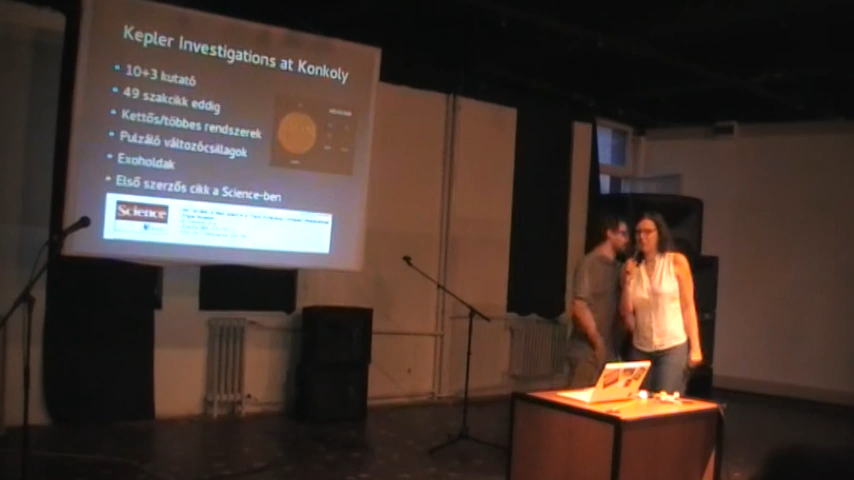 Kepler Investigations at Konkoly
10+3 kutató
49 szakcikk eddig
Kettős/többes rendszerek
Pulzáló változócsillagok
Exoholdak
Első szerzős cikk a Science-ben
Science